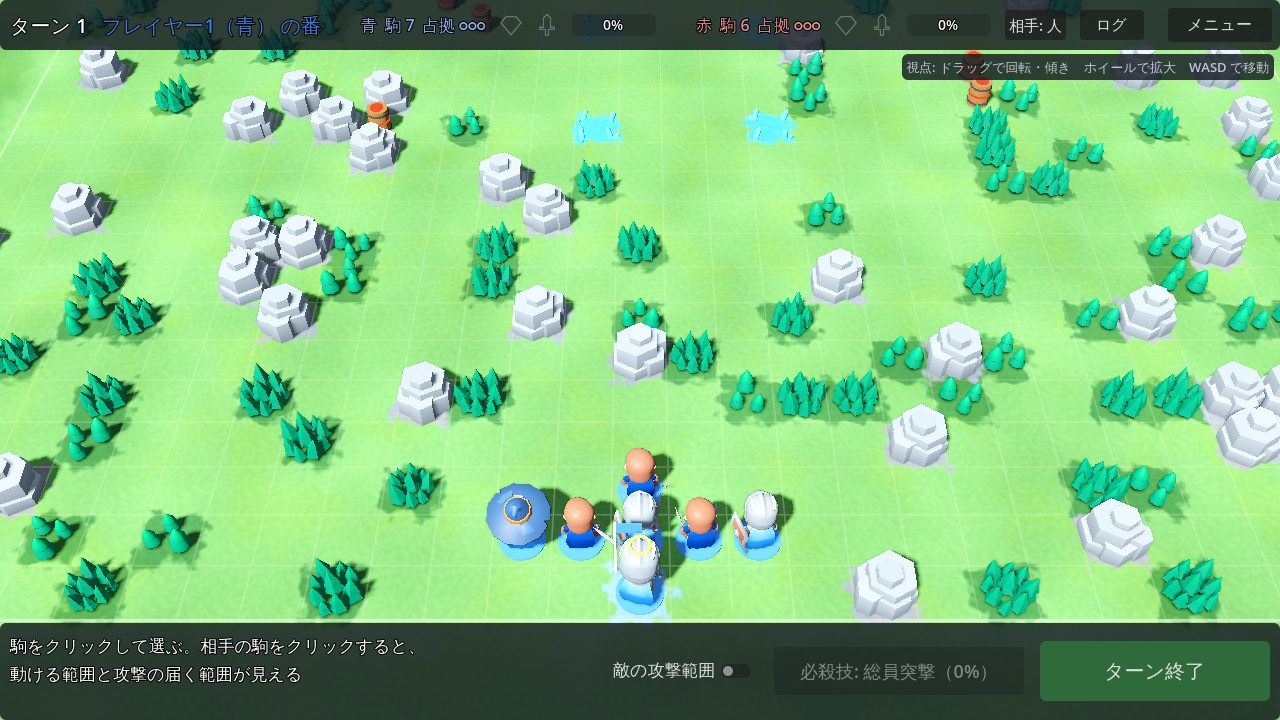 ターン 1 プレイヤー1（青）の番 青 駒 7 占拠 0% 赤 駒 6 占拠 0% 相手: 人 ログ メニュー
視点: ドラッグで回転・傾き ホイールで拡大 WASD で移動
駒をクリックして選ぶ。相手の駒をクリックすると、
動ける範囲と攻撃の届く範囲が見える
敵の攻撃範囲
必殺技: 総員突撃（0%）
ターン終了